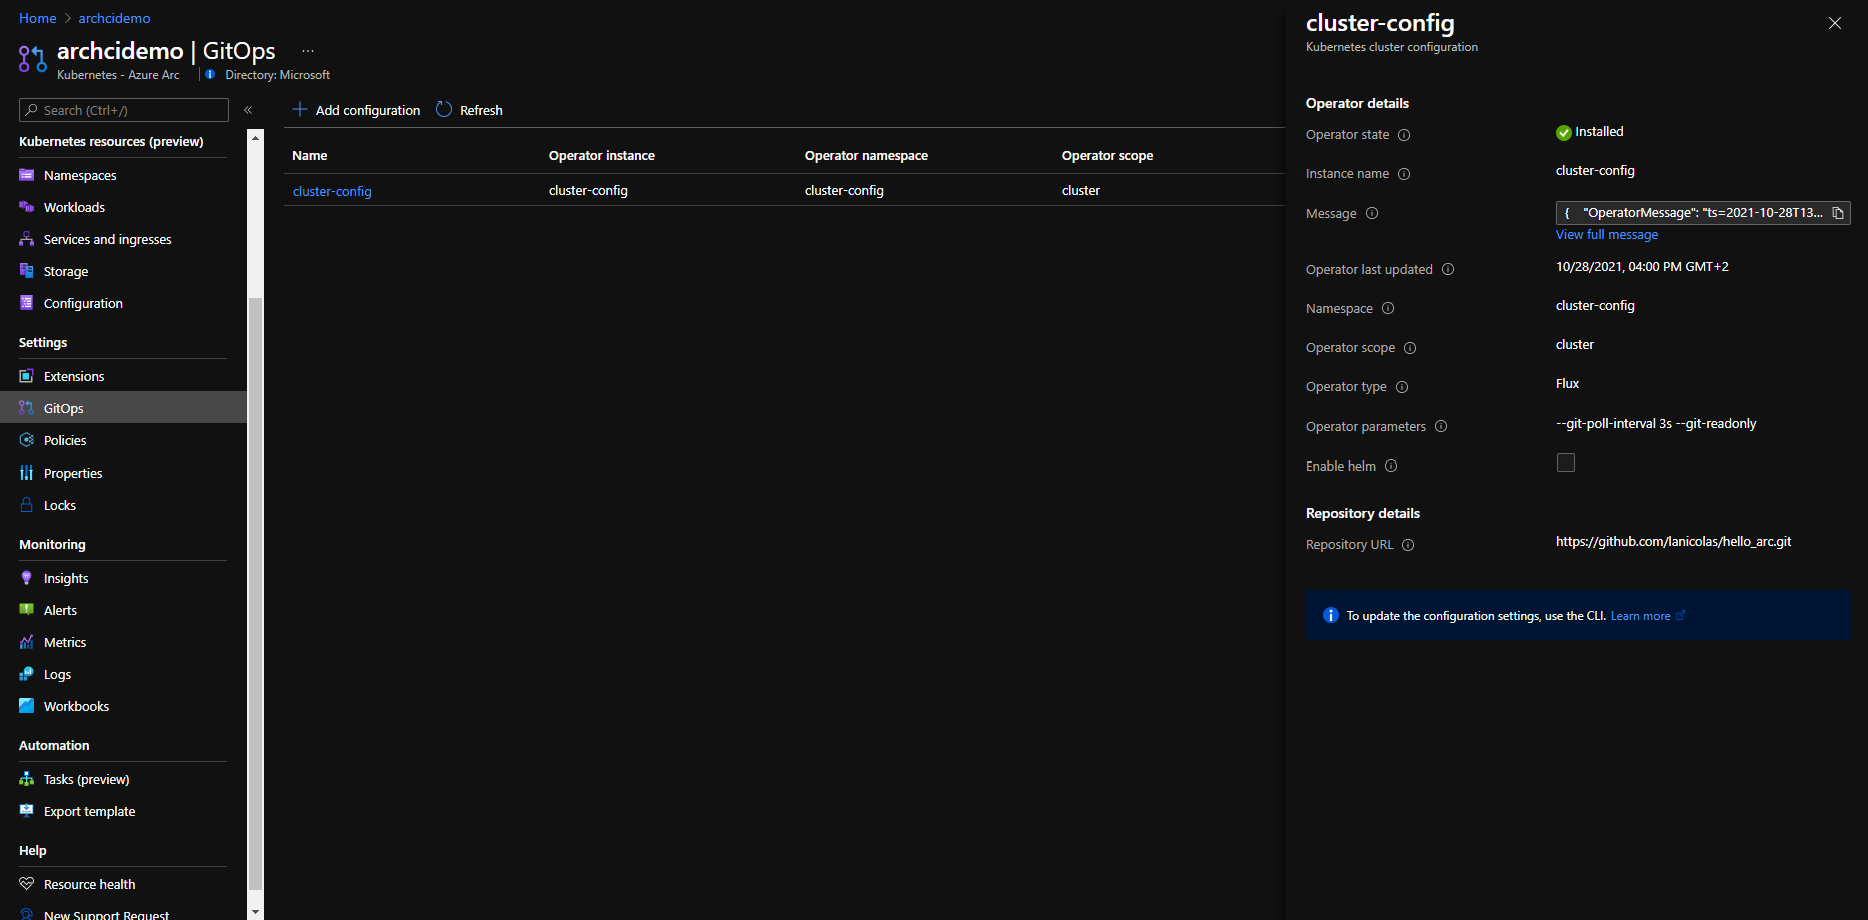 Home > archcidemo
archcidemo | GitOps ...
Kubernetes - Azure Arc
Directory: Microsoft
Search (Ctrl+/)
«
Kubernetes resources (preview)
Namespaces
Workloads
Services and ingresses
Storage
Configuration
Settings
Extensions
GitOps
Policies
Properties
Locks
Monitoring
Insights
Alerts
Metrics
Logs
Workbooks
Automation
Tasks (preview)
Export template
Help
Resource health
New Support Request
Add configuration
Refresh
Name Operator instance Operator namespace Operator scope
cluster-config cluster-config cluster-config cluster
cluster-config
Kubernetes cluster configuration
Operator details
Operator state Installed
Instance name cluster-config
Message { "OperatorMessage": "ts=2021-10-28T13...
View full message
Operator last updated 10/28/2021, 04:00 PM GMT+2
Namespace cluster-config
Operator scope cluster
Operator type Flux
Operator parameters --git-poll-interval 3s --git-readonly
Enable helm
Repository details
Repository URL https://github.com/lanicolas/hello_arc.git
To update the configuration settings, use the CLI. Learn more